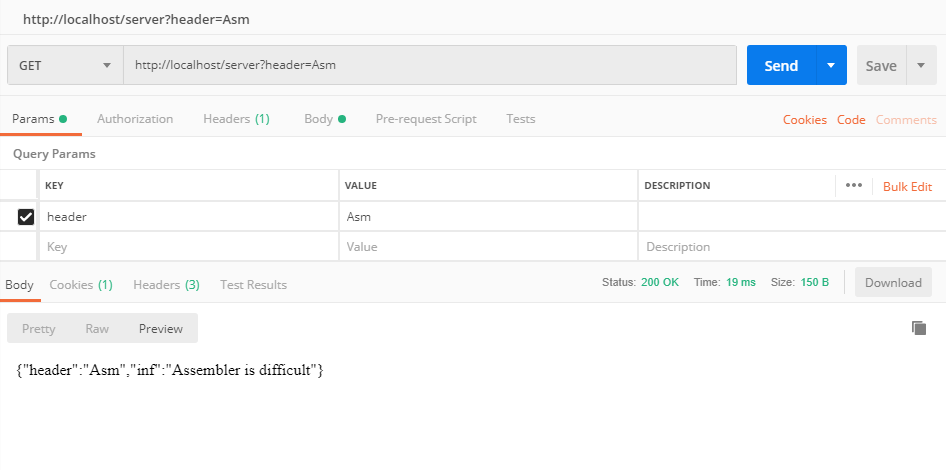 http://localhost/server?header=Asm
GET http://localhost/server?header=Asm Send Save
Params Authorization Headers (1) Body Pre-request Script Tests Cookies Code Comments
Query Params
KEY VALUE DESCRIPTION ••• Bulk Edit
header Asm
Key Value Description
Body Cookies (1) Headers (3) Test Results Status: 200 OK Time: 19 ms Size: 150 B Download
Pretty Raw Preview
{"header":"Asm","inf":"Assembler is difficult"}